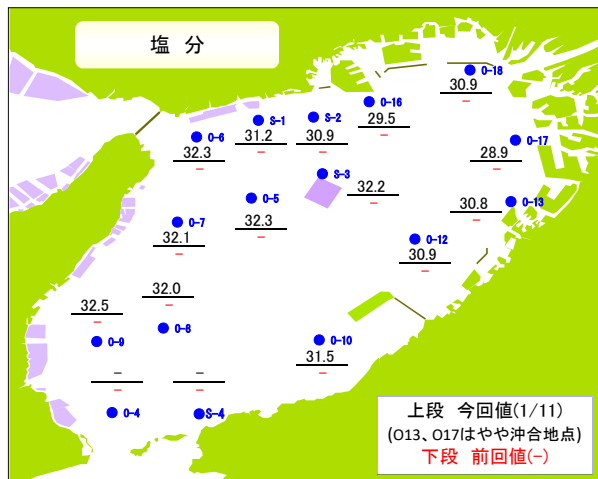 塩 分
O-18
30.9
−
O-16
29.5
−
S-1
31.2
−
S-2
30.9
−
O-6
32.3
−
O-17
28.9
−
S-3
32.2
−
O-5
32.3
−
O-13
30.8
−
O-7
32.1
−
O-12
30.9
−
32.0
−
O-8
32.5
−
O-9
O-10
31.5
−
−
−
O-4
−
−
S-4
上段 今回値(1/11)
(O13、O17はやや沖合地点)
下段 前回値(−)